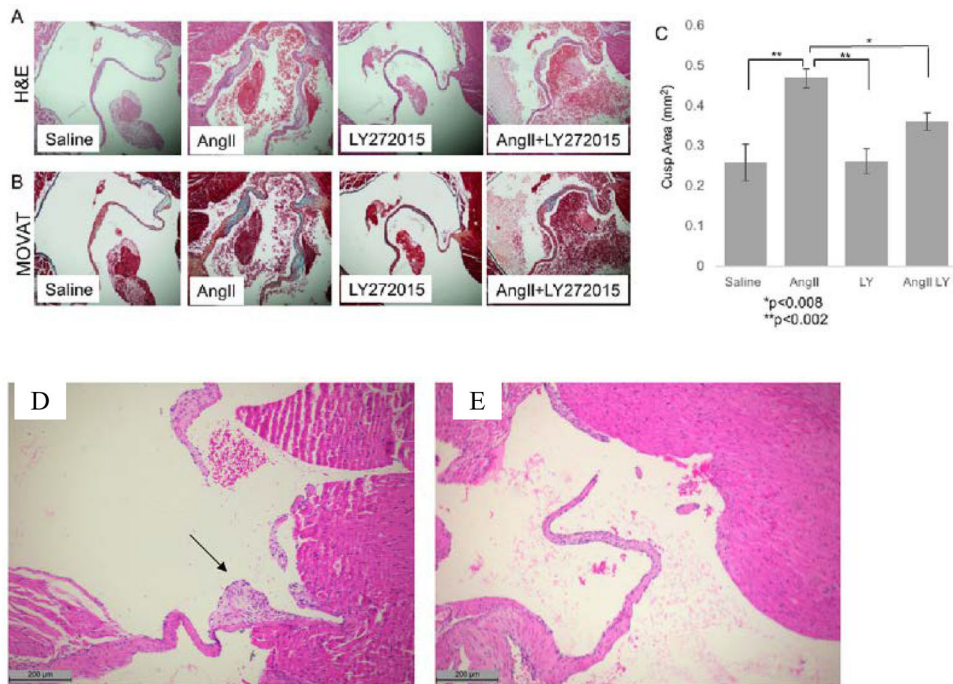 A
H&E
Saline
AngII
LY272015
AngII+LY272015
B
MOVAT
Saline
AngII
LY272015
AngII+LY272015
C
Cusp Area (mm²)
0.6
0.5
0.4
0.3
0.2
0.1
0
**
**
*
Saline
AngII
LY
AngII LY
*p<0.008
**p<0.002
D
200 μm
E
200 μm